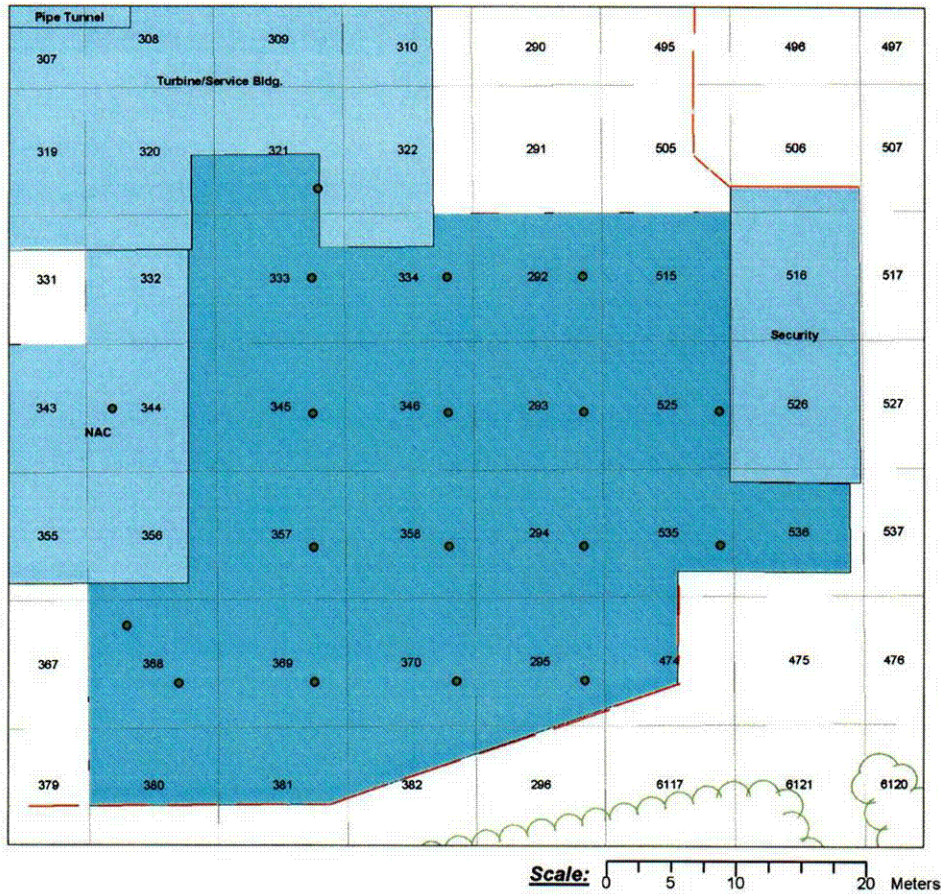 Pipe Tunnel
307 308 309 310 290 495 496 497
Turbine/Service Bldg.
319 320 321 322 291 505 506 507
331 332 333 334 292 515 516 517
Security
343 344 345 346 293 525 526 527
NAC
355 356 357 358 294 535 536 537
367 368 369 370 295 474 475 476
379 380 381 382 296 6117 6121 6120
Scale: 0 5 10 20 Meters